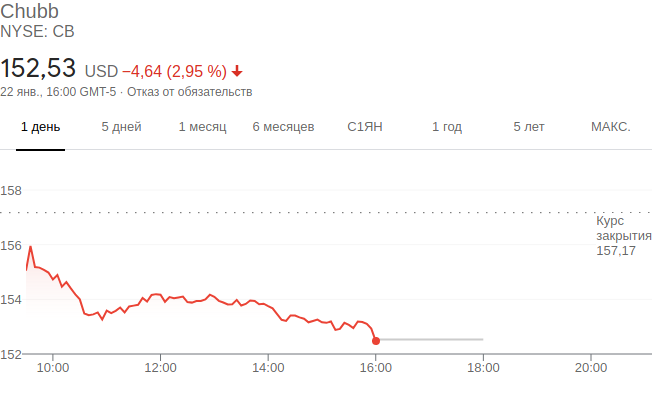 Chubb
NYSE: CB
152,53 USD −4,64 (2,95 %)
22 янв., 16:00 GMT-5 · Отказ от обязательств
1 день 5 дней 1 месяц 6 месяцев С1ЯН 1 год 5 лет МАКС.
158
Курс
закрытия
157,17
156
154
152
10:00 12:00 14:00 16:00 18:00 20:00